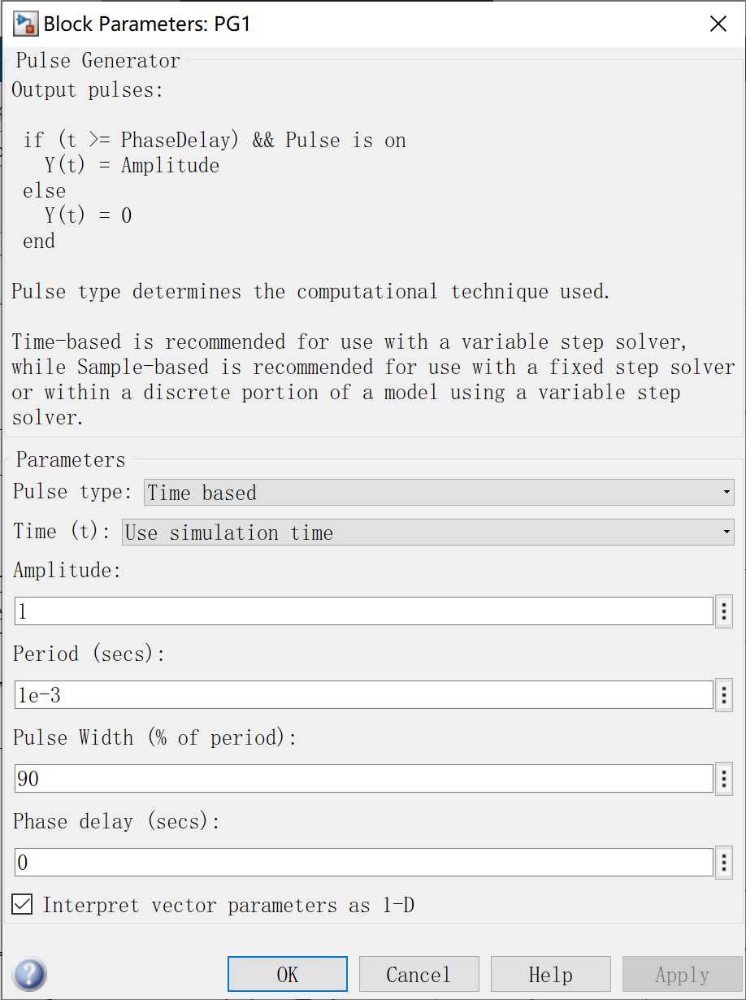 Block Parameters: PG1
Pulse Generator
Output pulses:
if (t >= PhaseDelay) && Pulse is on
Y(t) = Amplitude
else
Y(t) = 0
end
Pulse type determines the computational technique used.
Time-based is recommended for use with a variable step solver,
while Sample-based is recommended for use with a fixed step solver
or within a discrete portion of a model using a variable step
solver.
Parameters
Pulse type: Time based
Time (t): Use simulation time
Amplitude:
1
Period (secs):
1e-3
Pulse Width (% of period):
90
Phase delay (secs):
0
Interpret vector parameters as 1-D
? OK Cancel Help Apply